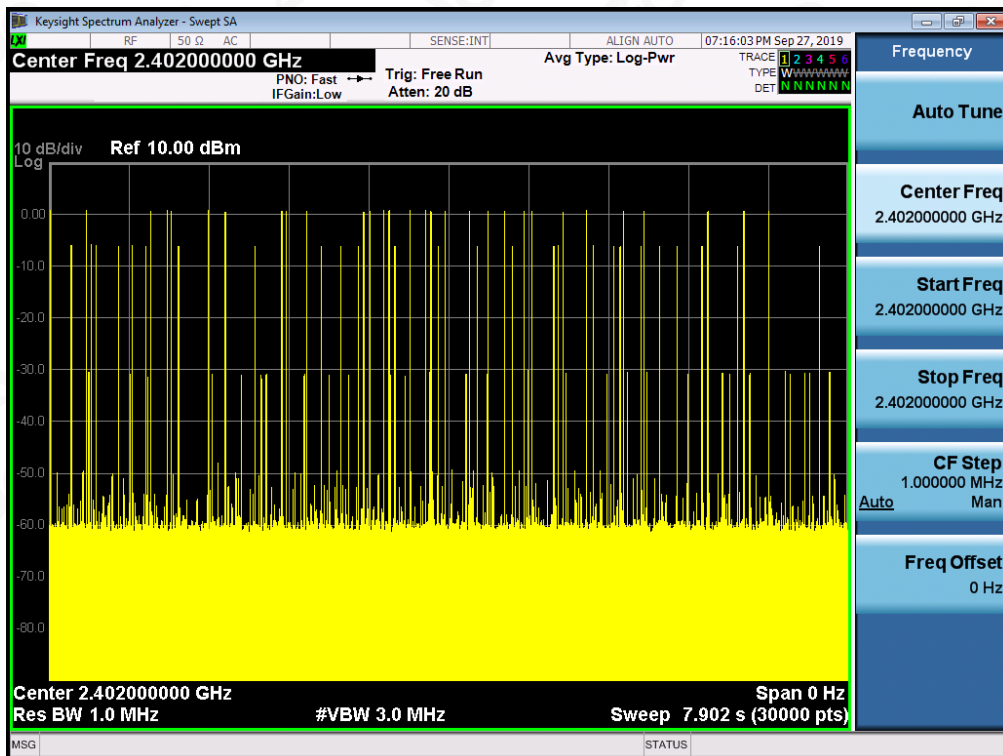 Keysight Spectrum Analyzer - Swept SA
LXI RF 50 Ω AC SENSE:INT ALIGN AUTO 07:16:03 PM Sep 27, 2019
Center Freq 2.402000000 GHz
PNO: Fast
IFGain:Low
Trig: Free Run
Atten: 20 dB
Avg Type: Log-Pwr
TRACE 1 2 3 4 5 6
TYPE WWWWWW
DET N N N N N N
10 dB/div Ref 10.00 dBm
Log
0.00
-10.0
-20.0
-30.0
-40.0
-50.0
-60.0
-70.0
-80.0
Center 2.402000000 GHz Span 0 Hz
Res BW 1.0 MHz #VBW 3.0 MHz Sweep 7.902 s (30000 pts)
MSG STATUS
Frequency
Auto Tune
Center Freq
2.402000000 GHz
Start Freq
2.402000000 GHz
Stop Freq
2.402000000 GHz
CF Step
1.000000 MHz
Auto Man
Freq Offset
0 Hz